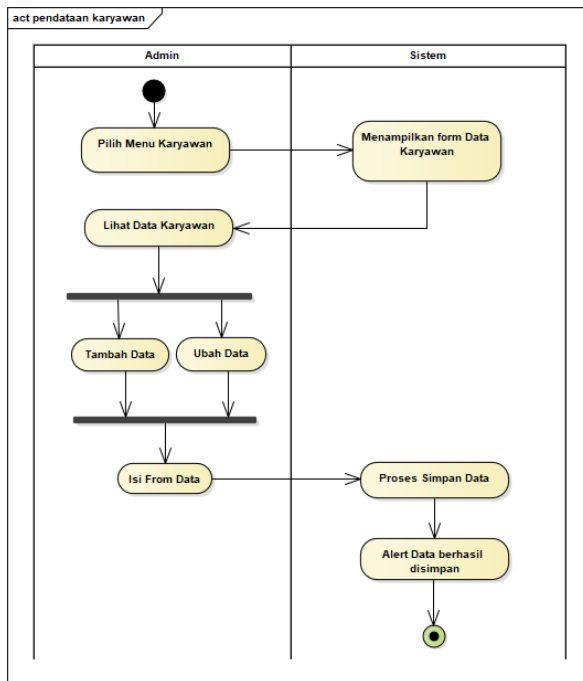 act pendataan karyawan
Admin
Sistem
Pilih Menu Karyawan
Menampilkan form Data
Karyawan
Lihat Data Karyawan
Tambah Data
Ubah Data
Isi From Data
Proses Simpan Data
Alert Data berhasil
disimpan